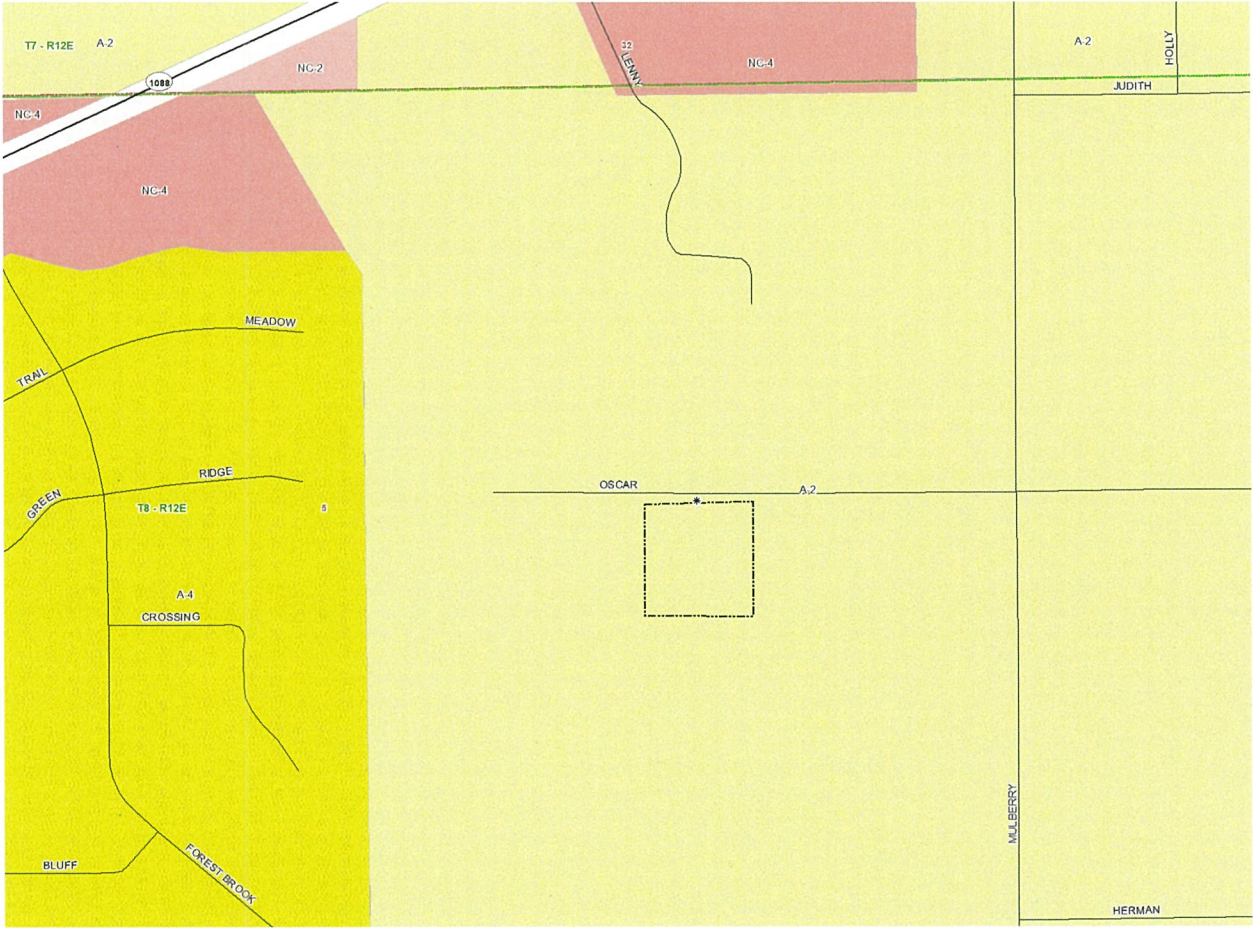 T7 - R12E
A-2
1088
NC-2
NC-4
32
LENNY
NC-4
A-2
HOLLY
JUDITH
NC-4
MEADOW
TRAIL
RIDGE
GREEN
T8 - R12E
5
OSCAR
A-2
A-4
CROSSING
MULBERRY
BLUFF
FOREST BROOK
HERMAN